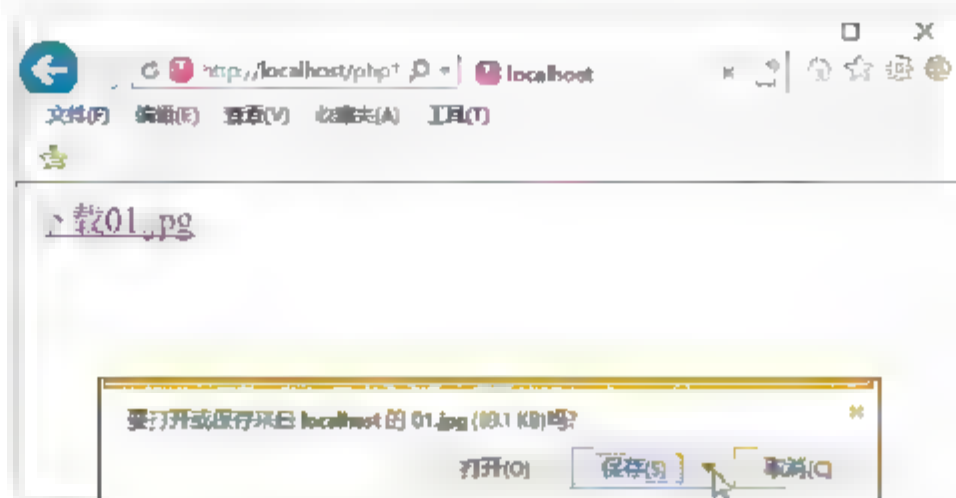 http://localhost/php localhost
文件(F) 编辑(E) 查看(V) 收藏夹(A) 工具(T)
下载01.jpg
要打开或保存来自 localhost 的 01.jpg 吗?
打开(O) 保存(S) 取消(C)